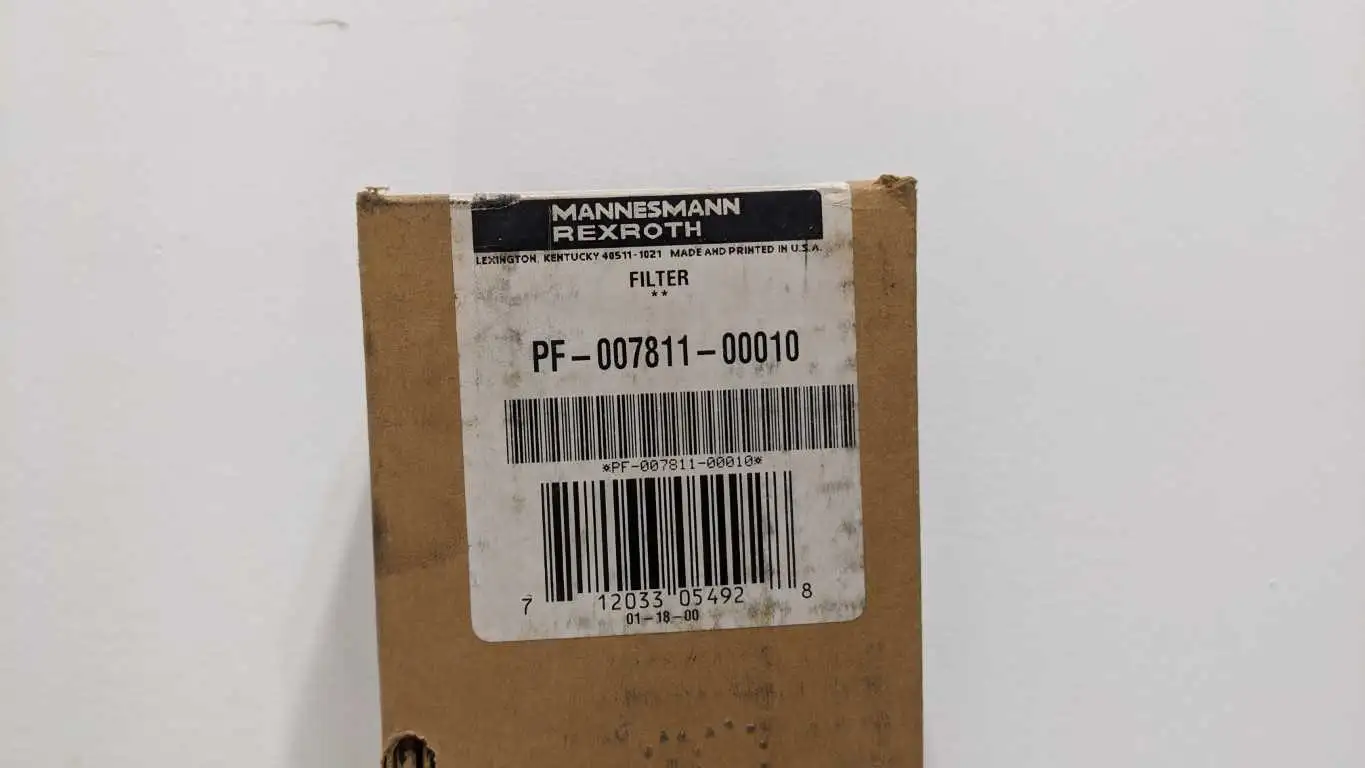 MANNESMANN
REXROTH
LEXINGTON, KENTUCKY 40511-1021 MADE AND PRINTED IN U.S.A.
FILTER
**
PF-007811-00010
*PF-007811-00010*
7 12033 05492 8
01-18-00